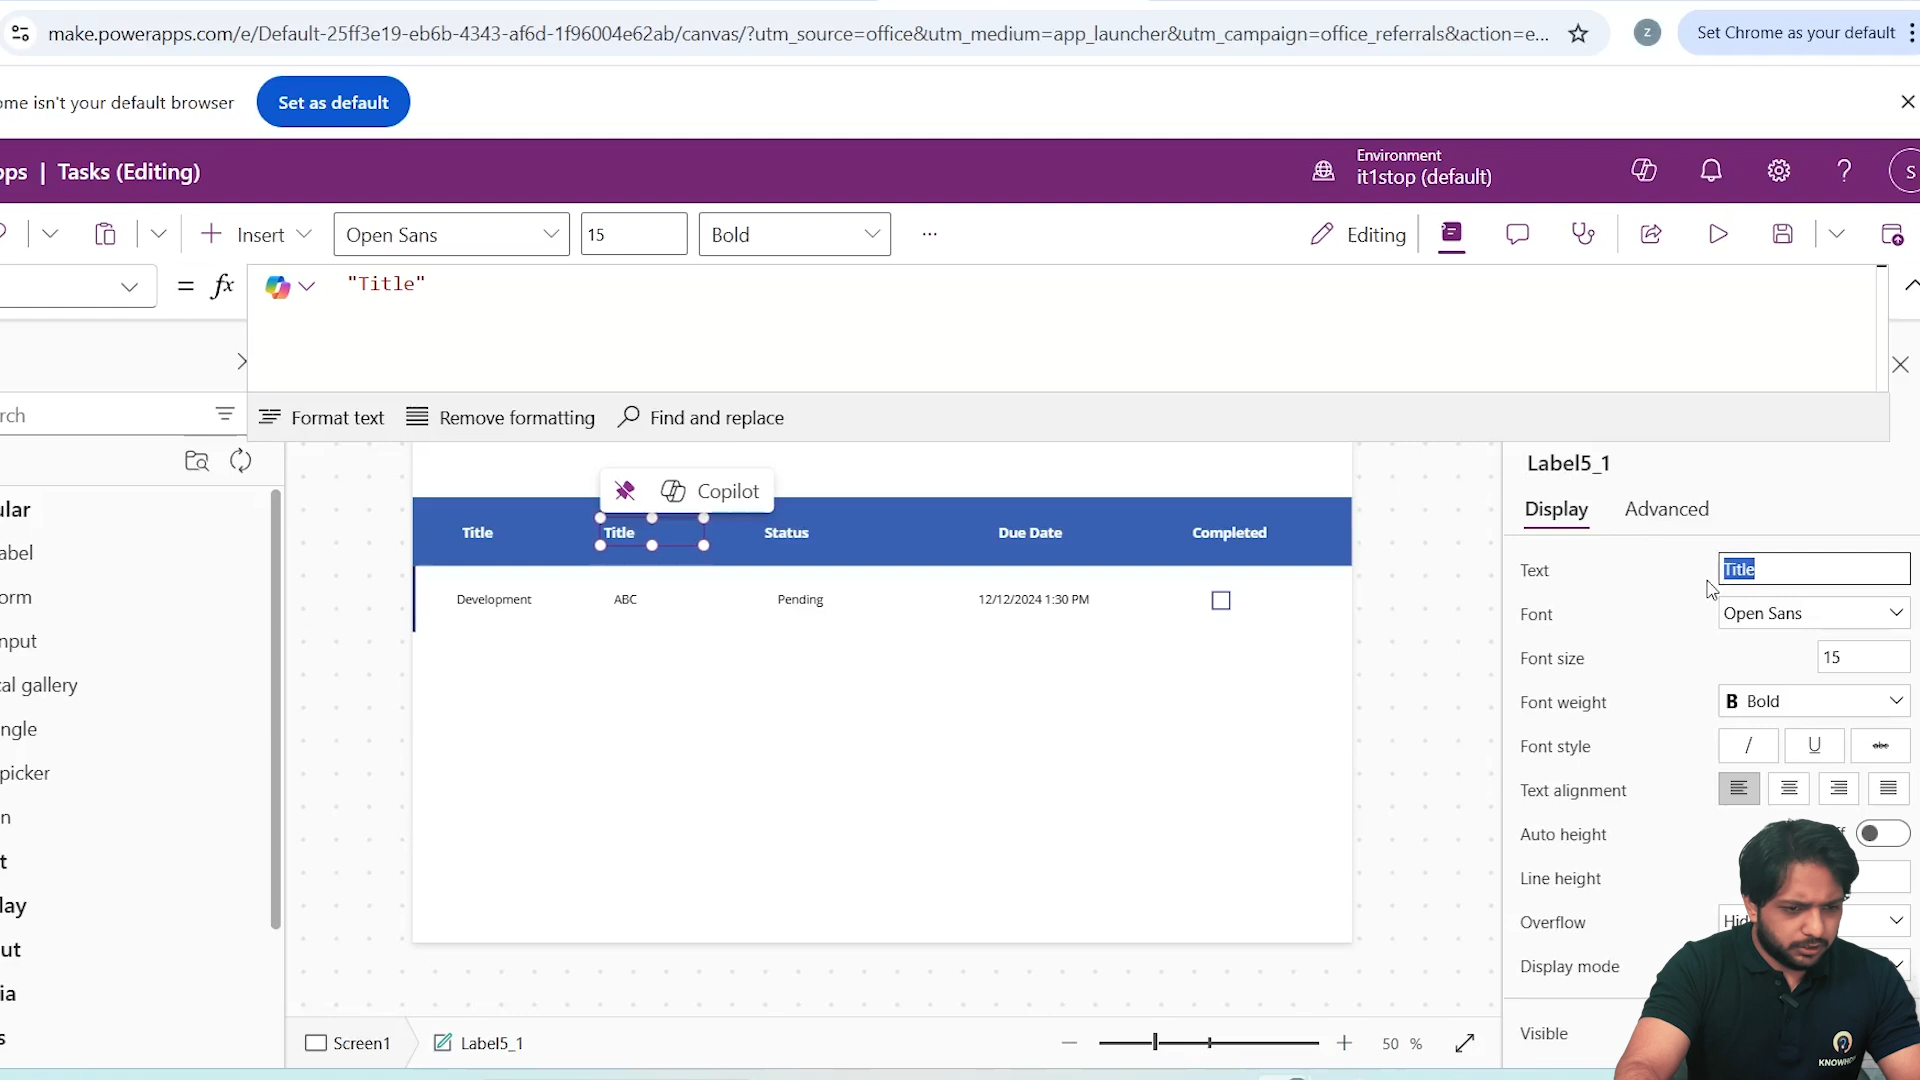 make.powerapps.com/e/Default-25ff3e19-eb6b-4343-af6d-1f96004e62ab/canvas/?utm_source=office&utm_medium=app_launcher&utm_campaign=office_referrals&action=e...
Z
Set Chrome as your default
ome isn't your default browser
Set as default
ps | Tasks (Editing)
Environment
it1stop (default)
S
Insert
Open Sans
15
Bold
...
Editing
= fx
"Title"
rch
Format text
Remove formatting
Find and replace
Copilot
Label5_1
Display
Advanced
Title
Title
Status
Due Date
Completed
Development
ABC
Pending
12/12/2024 1:30 PM
ular
abel
orm
nput
cal gallery
ngle
picker
n
t
lay
ut
ia
s
Text
Title
Font
Open Sans
Font size
15
Font weight
B Bold
Font style
/ U abc
Text alignment
Auto height
Line height
Overflow
Hid
Display mode
Visible
Screen1
Label5_1
50 %